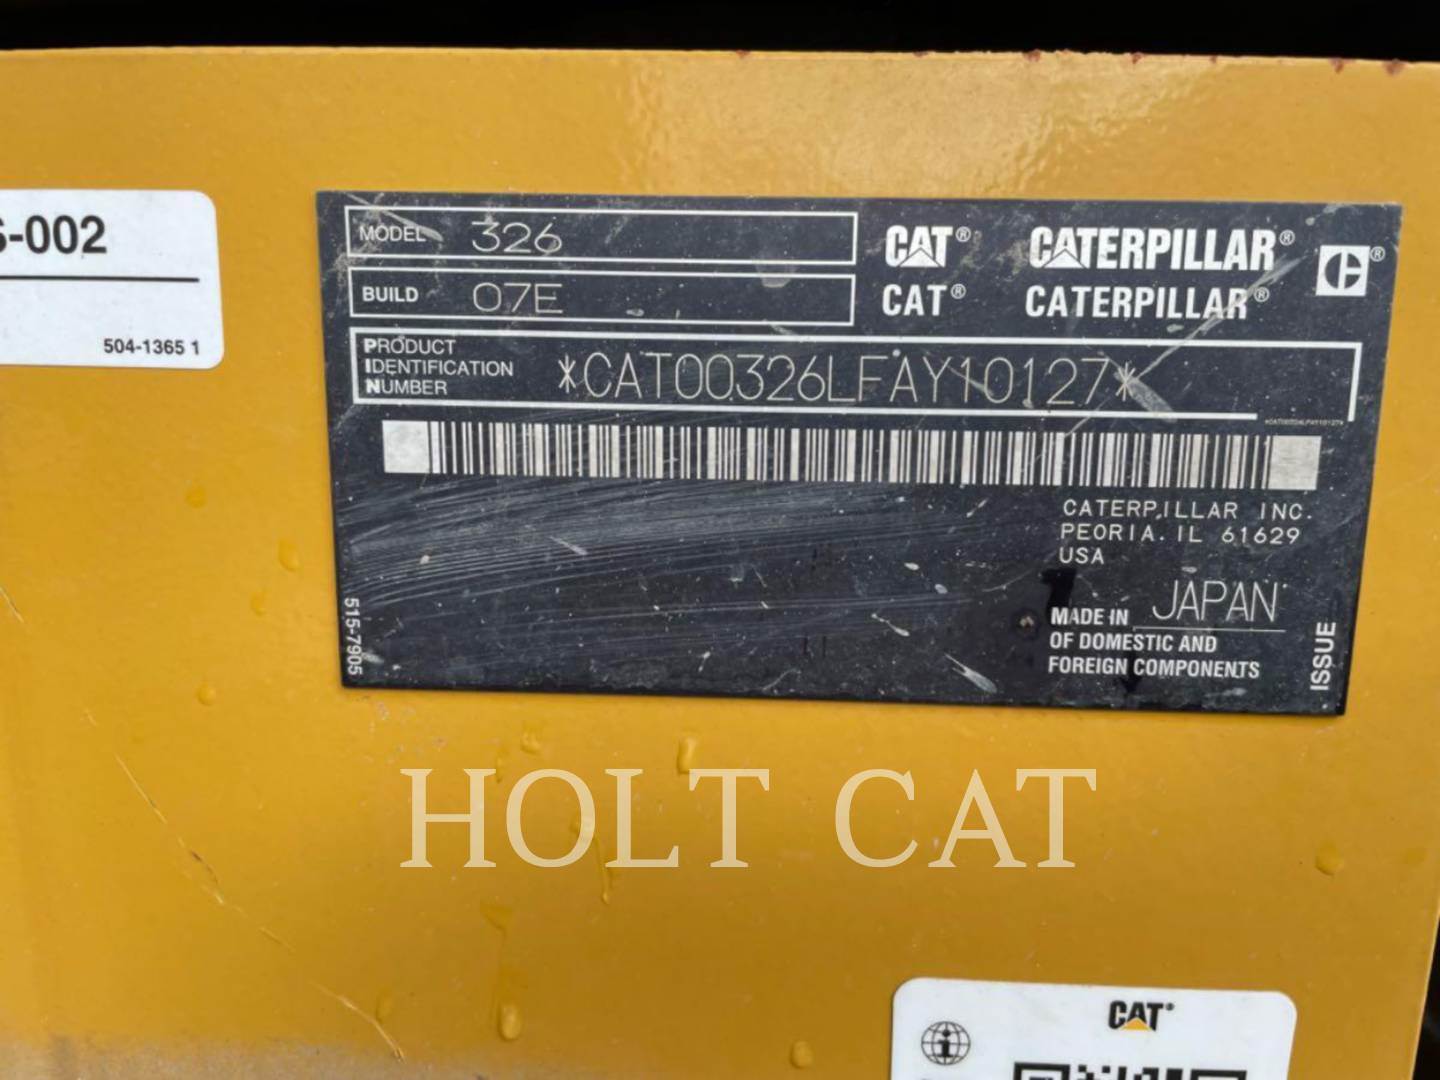 6-002
504-1365 1
MODEL 326
BUILD 07E
PRODUCT
IDENTIFICATION
NUMBER
*CAT00326LFAY10127*
CAT® CATERPILLAR®
CAT® CATERPILLAR®
*CAT00326LFAY10127*
CATERPILLAR INC.
PEORIA. IL 61629
USA
MADE IN JAPAN
OF DOMESTIC AND
FOREIGN COMPONENTS
515-7905
ISSUE
HOLT CAT
CAT®